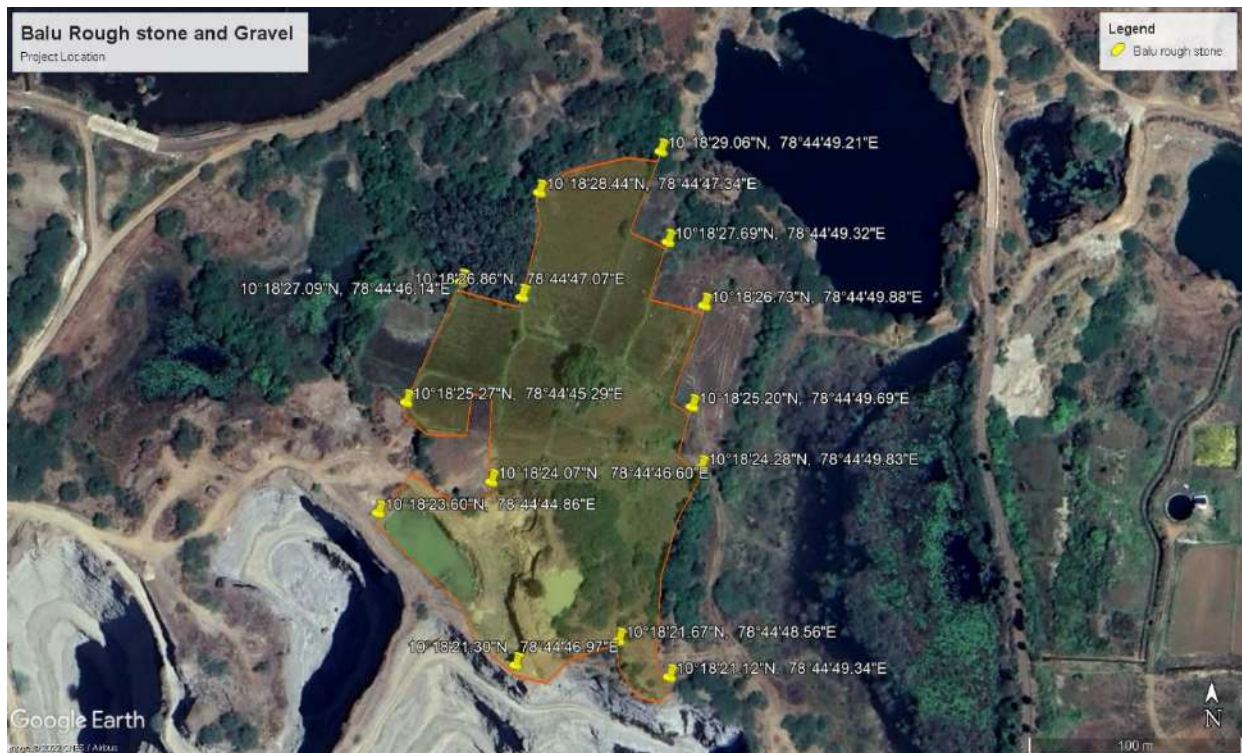 Balu Rough stone and Gravel
Project Location
Legend
Balu rough stone
10°18'29.06"N, 78°44'49.21"E
10°18'28.44"N, 78°44'47.34"E
10°18'27.69"N, 78°44'49.32"E
10°18'26.86"N, 78°44'47.07"E
10°18'27.09"N, 78°44'46.14"E
10°18'26.73"N, 78°44'49.88"E
10°18'25.27"N, 78°44'45.29"E
10°18'25.20"N, 78°44'49.69"E
10°18'24.28"N, 78°44'49.83"E
10°18'24.07"N, 78°44'46.60"E
10°18'23.60"N, 78°44'44.86"E
10°18'21.67"N, 78°44'48.56"E
10°18'21.30"N, 78°44'46.97"E
10°18'21.12"N, 78°44'49.34"E
N
Google Earth
Image © 2022 CNES / Airbus
100 m